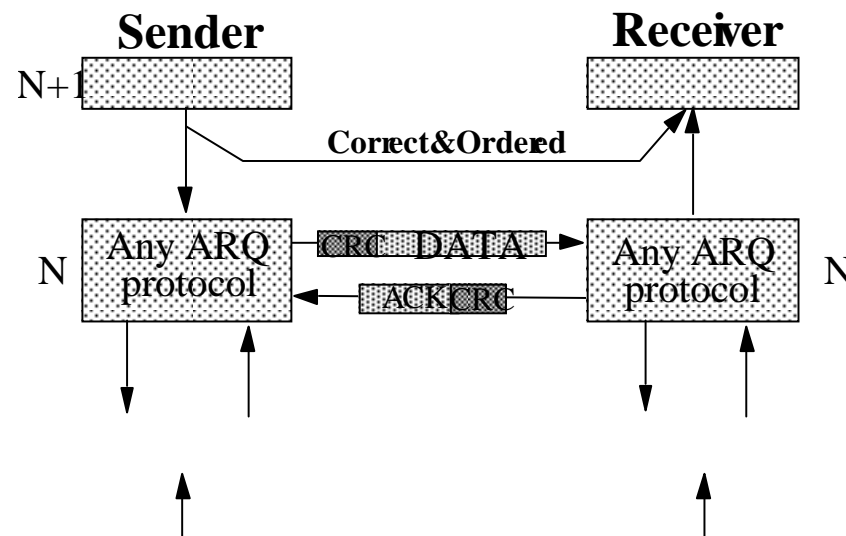 Sender
Receiver
N+1
Correct&Ordered
Any ARQ
protocol
CRC DATA
Any ARQ
protocol
N
N
ACK CRC